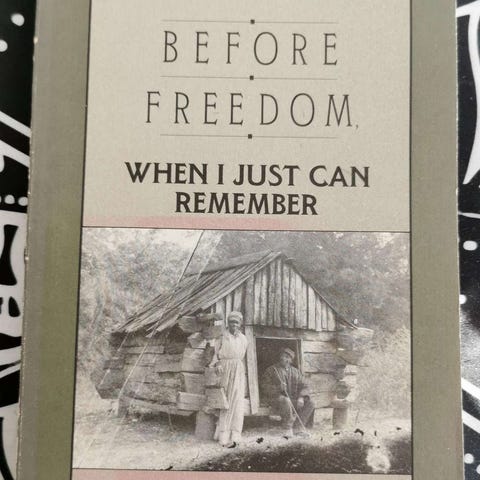 BEFORE
FREEDOM,
WHEN I JUST CAN
REMEMBER